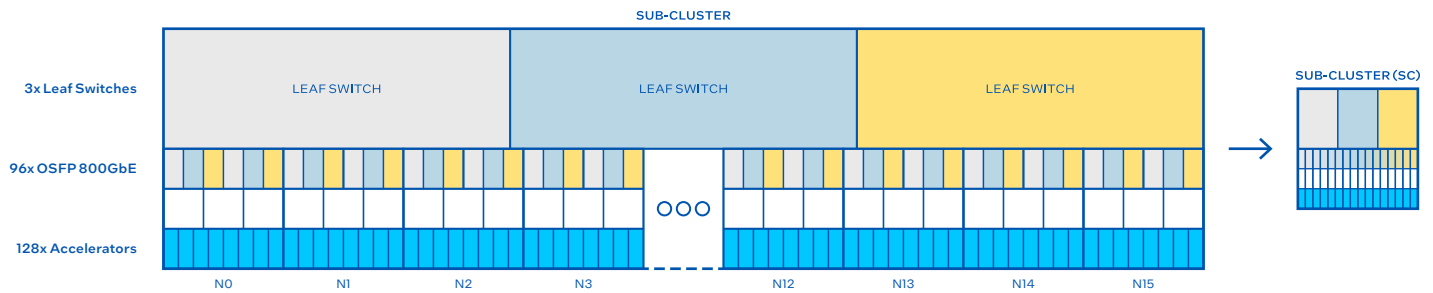 SUB-CLUSTER
3x Leaf Switches
LEAF SWITCH
LEAF SWITCH
LEAF SWITCH
SUB-CLUSTER (SC)
96x OSFP 800GbE
128x Accelerators
N0
N1
N2
N3
N12
N13
N14
N15